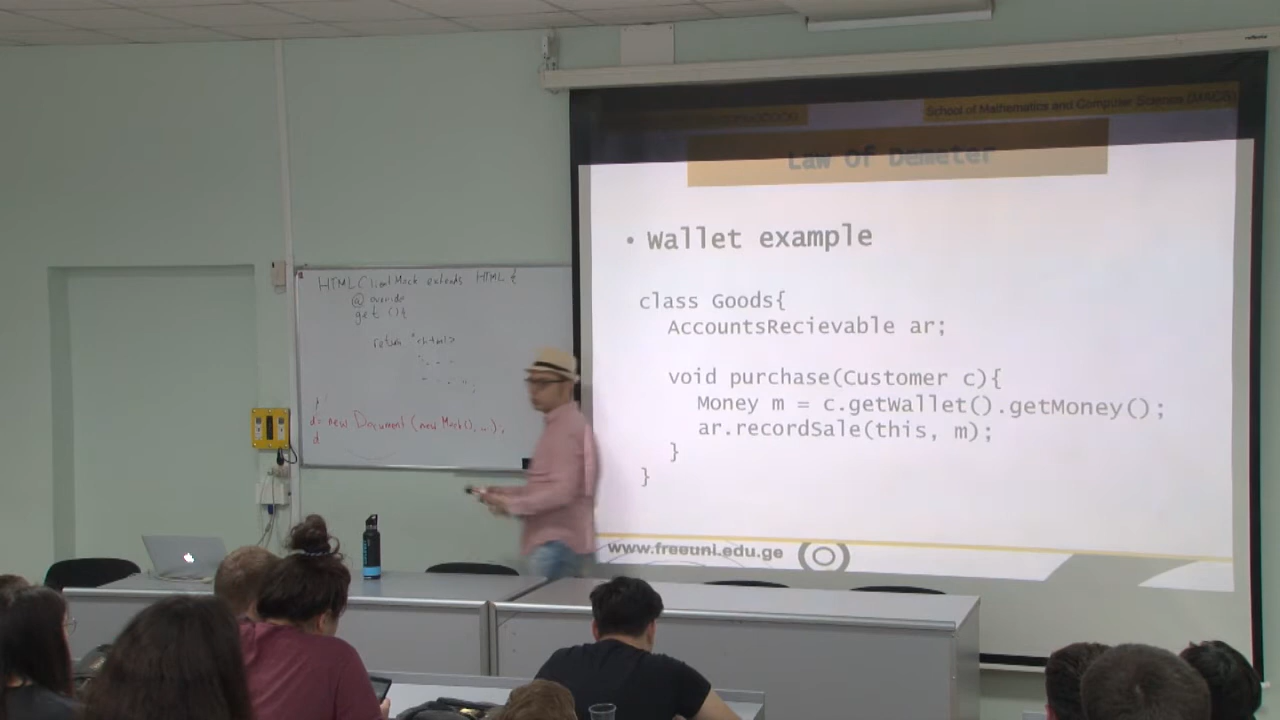 HTMLClientMock extends HTML {
@override
get (){
return "<html>
d= new Document (new Mock(), ...);
d
School of Mathematics and Computer Science (MACS)
Law Of Demeter
• Wallet example
class Goods{
AccountsRecievable ar;
void purchase(Customer c){
Money m = c.getWallet().getMoney();
ar.recordSale(this, m);
}
}
www.freeuni.edu.ge